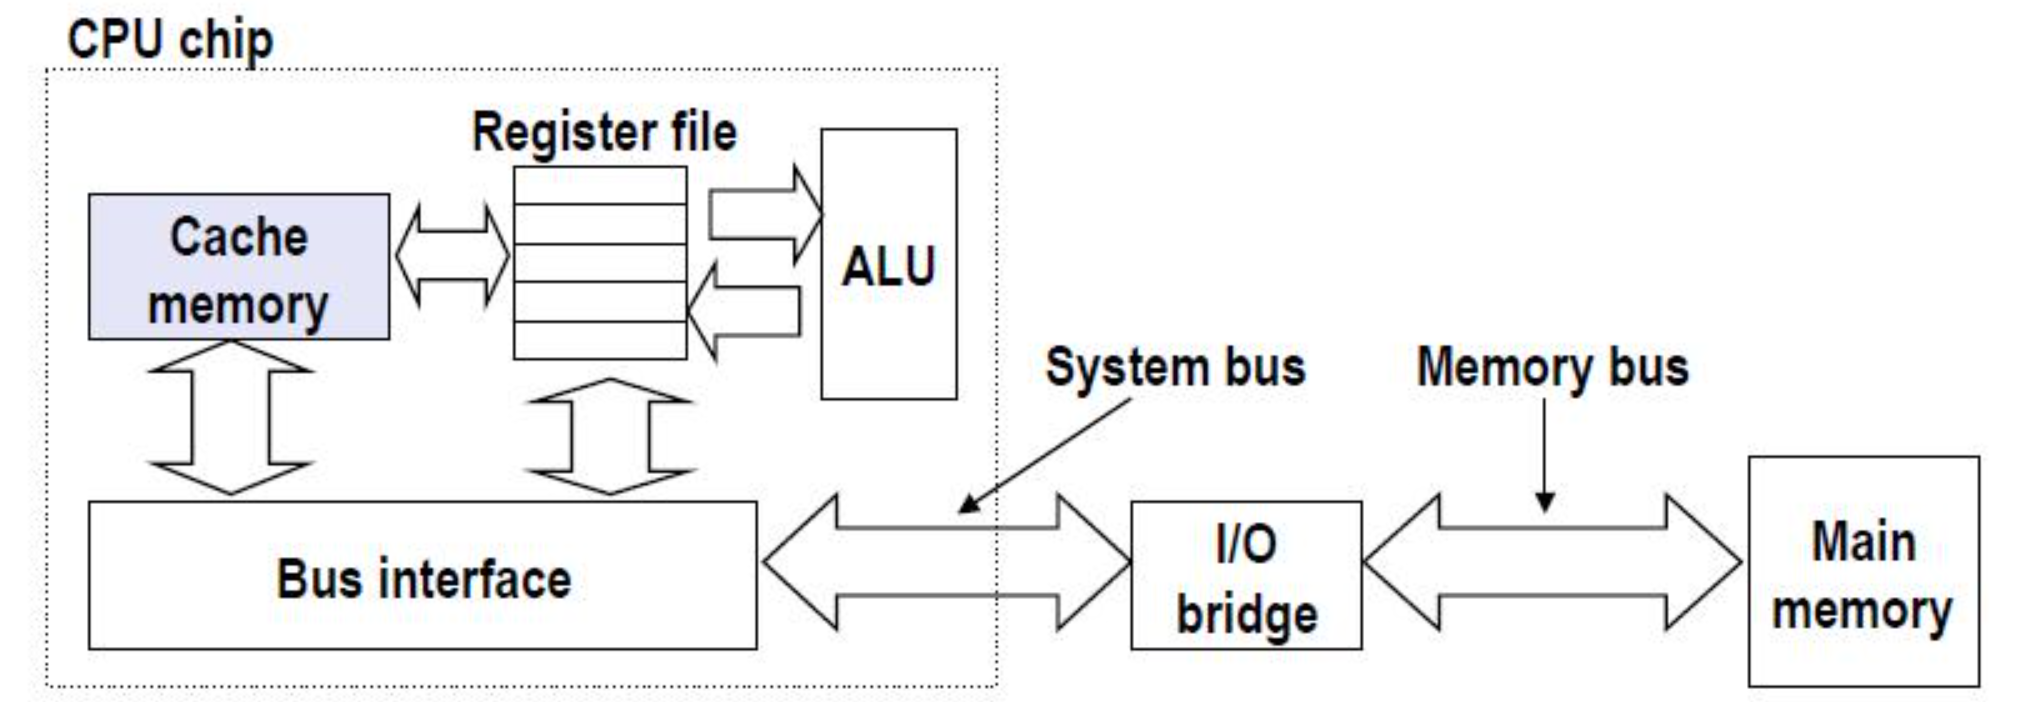 CPU chip
Register file
Cache
memory
ALU
System bus
Memory bus
Bus interface
I/O
bridge
Main
memory